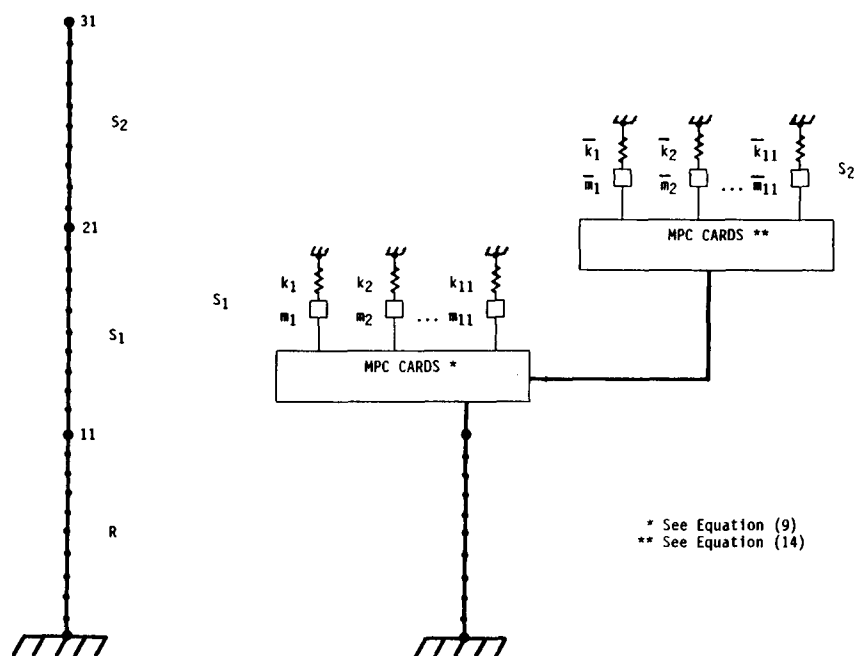 31
S2
21
S1
11
R
k̅1 k̅2 k̅11
m̅1 m̅2 ... m̅11
S2
MPC CARDS **
S1
k1 k2 k11
m1 m2 ... m11
MPC CARDS *
* See Equation (9)
** See Equation (14)